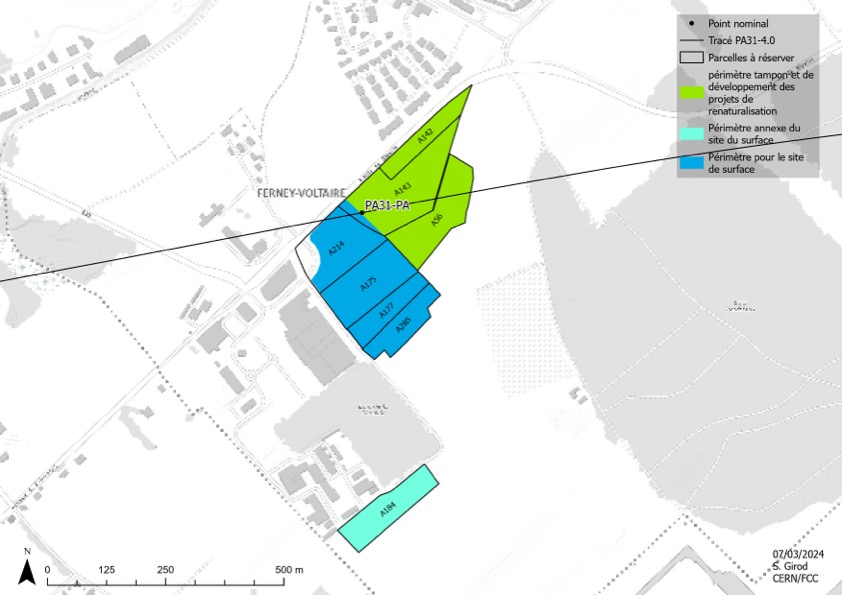 Point nominal
Tracé PA31-4.0
Parcelles à réserver
périmètre tampon et de
développement des
projets de
renaturalisation
Périmètre annexe du
site du surface
Périmètre pour le site
de surface
A142
A143
FERNEY-VOLTAIRE
PA31-PA
A56
A214
A175
A177
A285
A184
N
0 125 250 500 m
07/03/2024
S. Girod
CERN/FCC